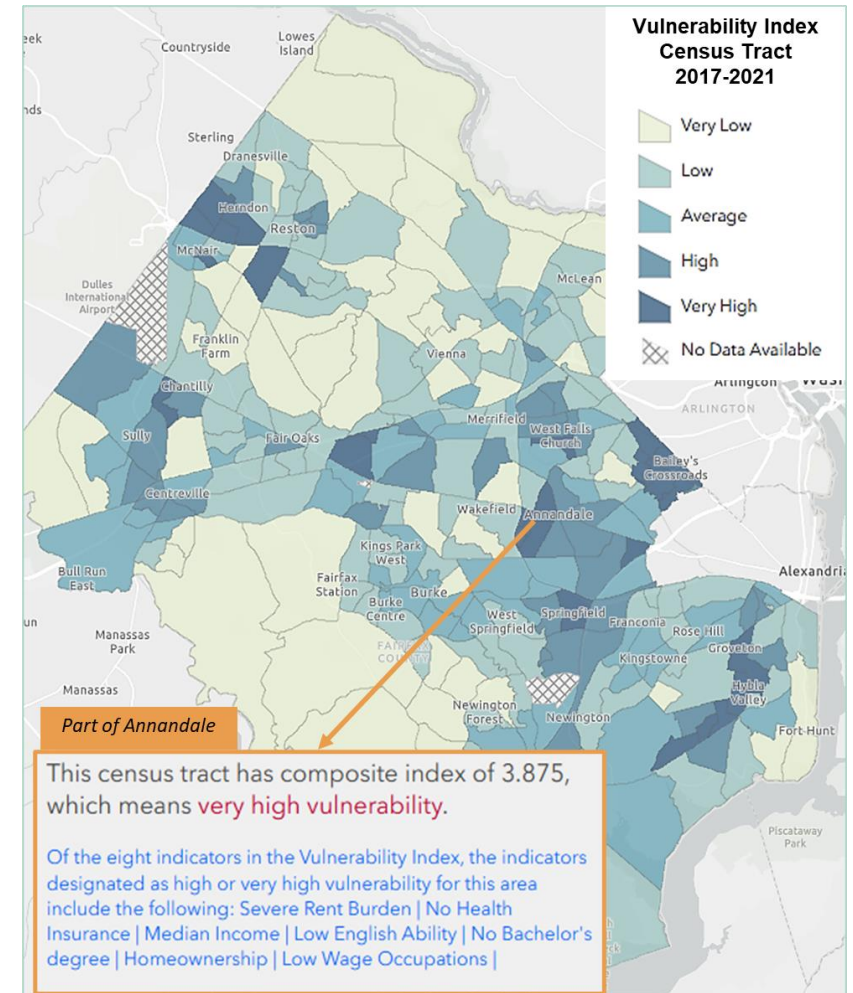 Vulnerability Index
Census Tract
2017-2021
Very Low
Low
Average
High
Very High
No Data Available
eek
Countryside
Lowes
Island
nds
Sterling
Dranesville
Herndon
Reston
McNair
Dulles
International
Airport
McLean
Franklin
Farm
Vienna
Chantilly
Arlington
ARLINGTON
Merrifield
West Falls
Church
Sully
Fair Oaks
Bailey's
Crossroads
Centreville
Wakefield
Annandale
Kings Park
West
Bull Run
East
Fairfax
Station
Burke
Burke
Centre
Alexandria
West
Springfield
Springfield
Franconia
Rose Hill
un
Manassas
Park
FAIRFAX
COUNTY
Kingstowne
Groveton
Manassas
Hybla
Valley
Newington
Forest
Newington
Fort Hunt
Piscataway
Park
Part of Annandale
This census tract has composite index of 3.875,
which means very high vulnerability.
Of the eight indicators in the Vulnerability Index, the indicators
designated as high or very high vulnerability for this area
include the following: Severe Rent Burden | No Health
Insurance | Median Income | Low English Ability | No Bachelor's
degree | Homeownership | Low Wage Occupations |